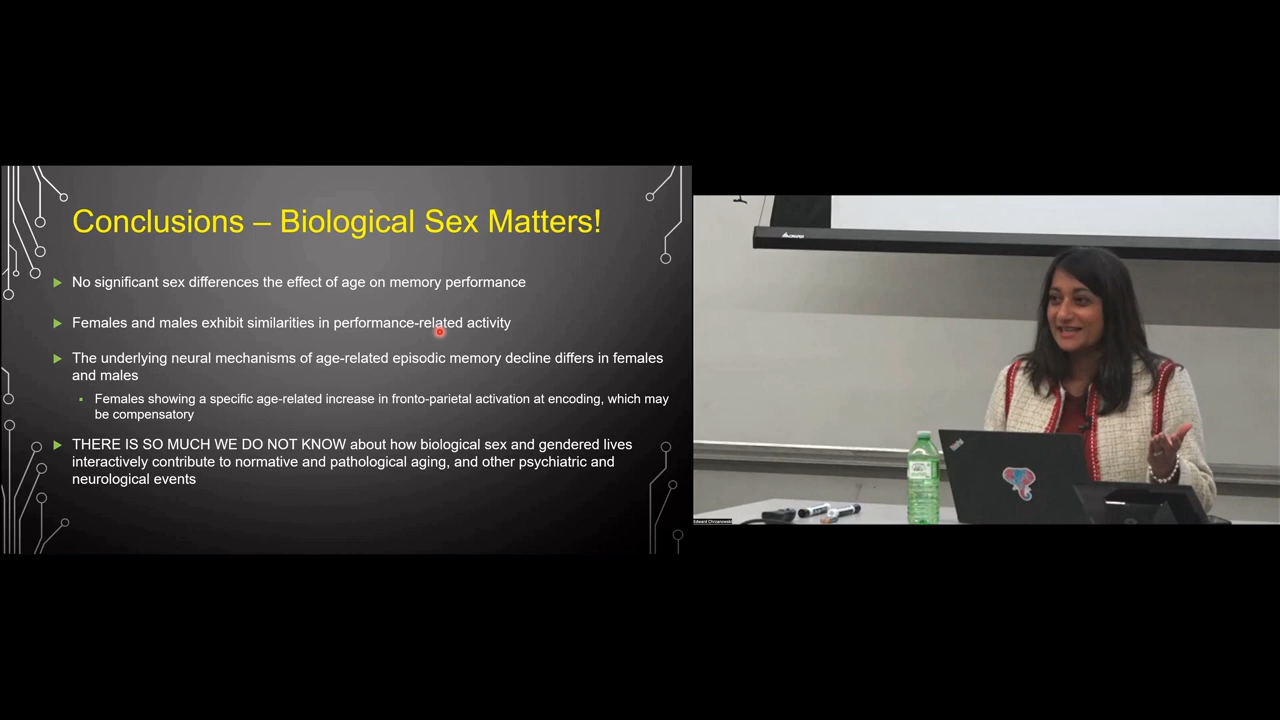 Conclusions – Biological Sex Matters!
No significant sex differences the effect of age on memory performance
Females and males exhibit similarities in performance-related activity
The underlying neural mechanisms of age-related episodic memory decline differs in females
and males
Females showing a specific age-related increase in fronto-parietal activation at encoding, which may
be compensatory
THERE IS SO MUCH WE DO NOT KNOW about how biological sex and gendered lives
interactively contribute to normative and pathological aging, and other psychiatric and
neurological events
Edward Chrzanowski